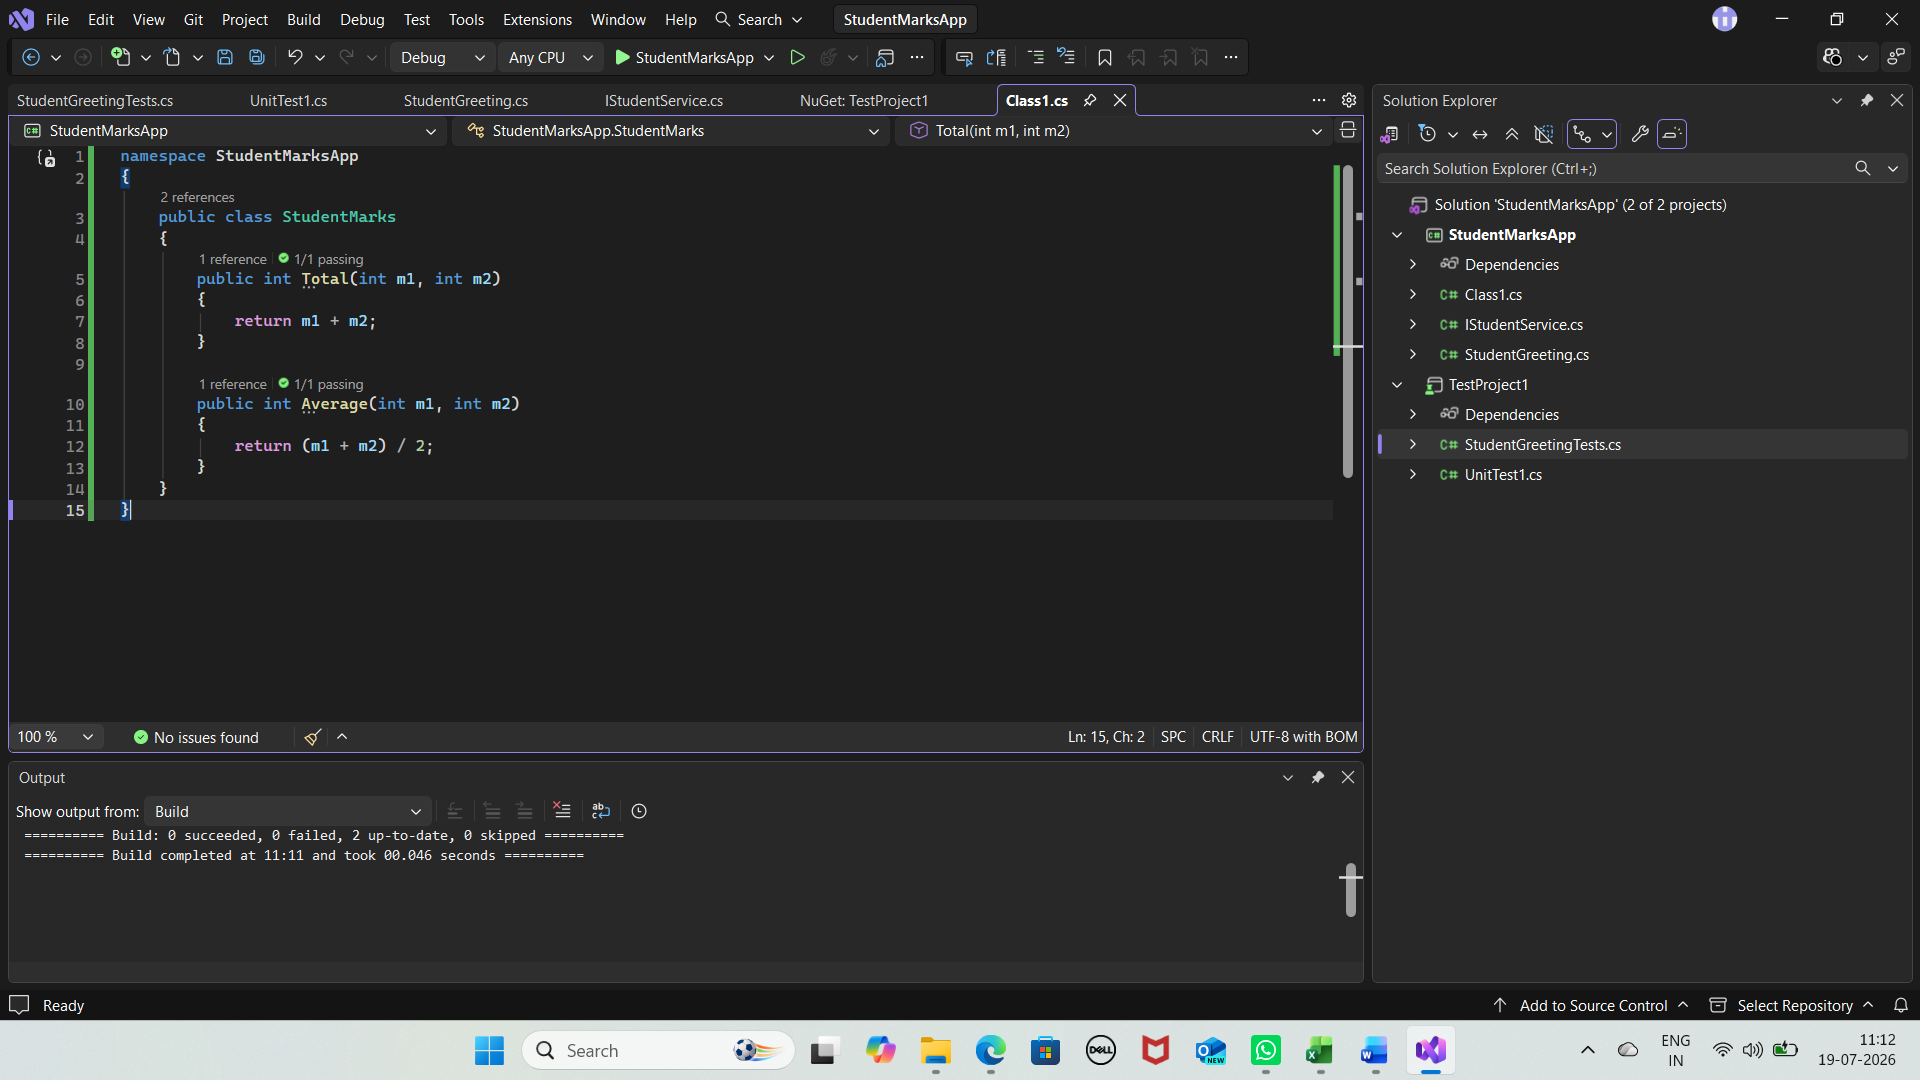 File Edit View Git Project Build Debug Test Tools Extensions Window Help Search StudentMarksApp
Debug Any CPU StudentMarksApp
StudentGreetingTests.cs UnitTest1.cs StudentGreeting.cs IStudentService.cs NuGet: TestProject1 Class1.cs
StudentMarksApp StudentMarksApp.StudentMarks Total(int m1, int m2)
1 namespace StudentMarksApp
2 {
2 references
3 public class StudentMarks
4 {
1 reference 1/1 passing
5 public int Total(int m1, int m2)
6 {
7 return m1 + m2;
8 }
9
1 reference 1/1 passing
10 public int Average(int m1, int m2)
11 {
12 return (m1 + m2) / 2;
13 }
14 }
15 }
100 % No issues found Ln: 15, Ch: 2 SPC CRLF UTF-8 with BOM
Output
Show output from: Build
========== Build: 0 succeeded, 0 failed, 2 up-to-date, 0 skipped ==========
========== Build completed at 11:11 and took 00.046 seconds ==========
Solution Explorer
Search Solution Explorer (Ctrl+;)
Solution 'StudentMarksApp' (2 of 2 projects)
StudentMarksApp
Dependencies
C# Class1.cs
C# IStudentService.cs
C# StudentGreeting.cs
TestProject1
Dependencies
C# StudentGreetingTests.cs
C# UnitTest1.cs
Ready Add to Source Control Select Repository
Search
DELL
NEW
ENG
IN
11:12
19-07-2026